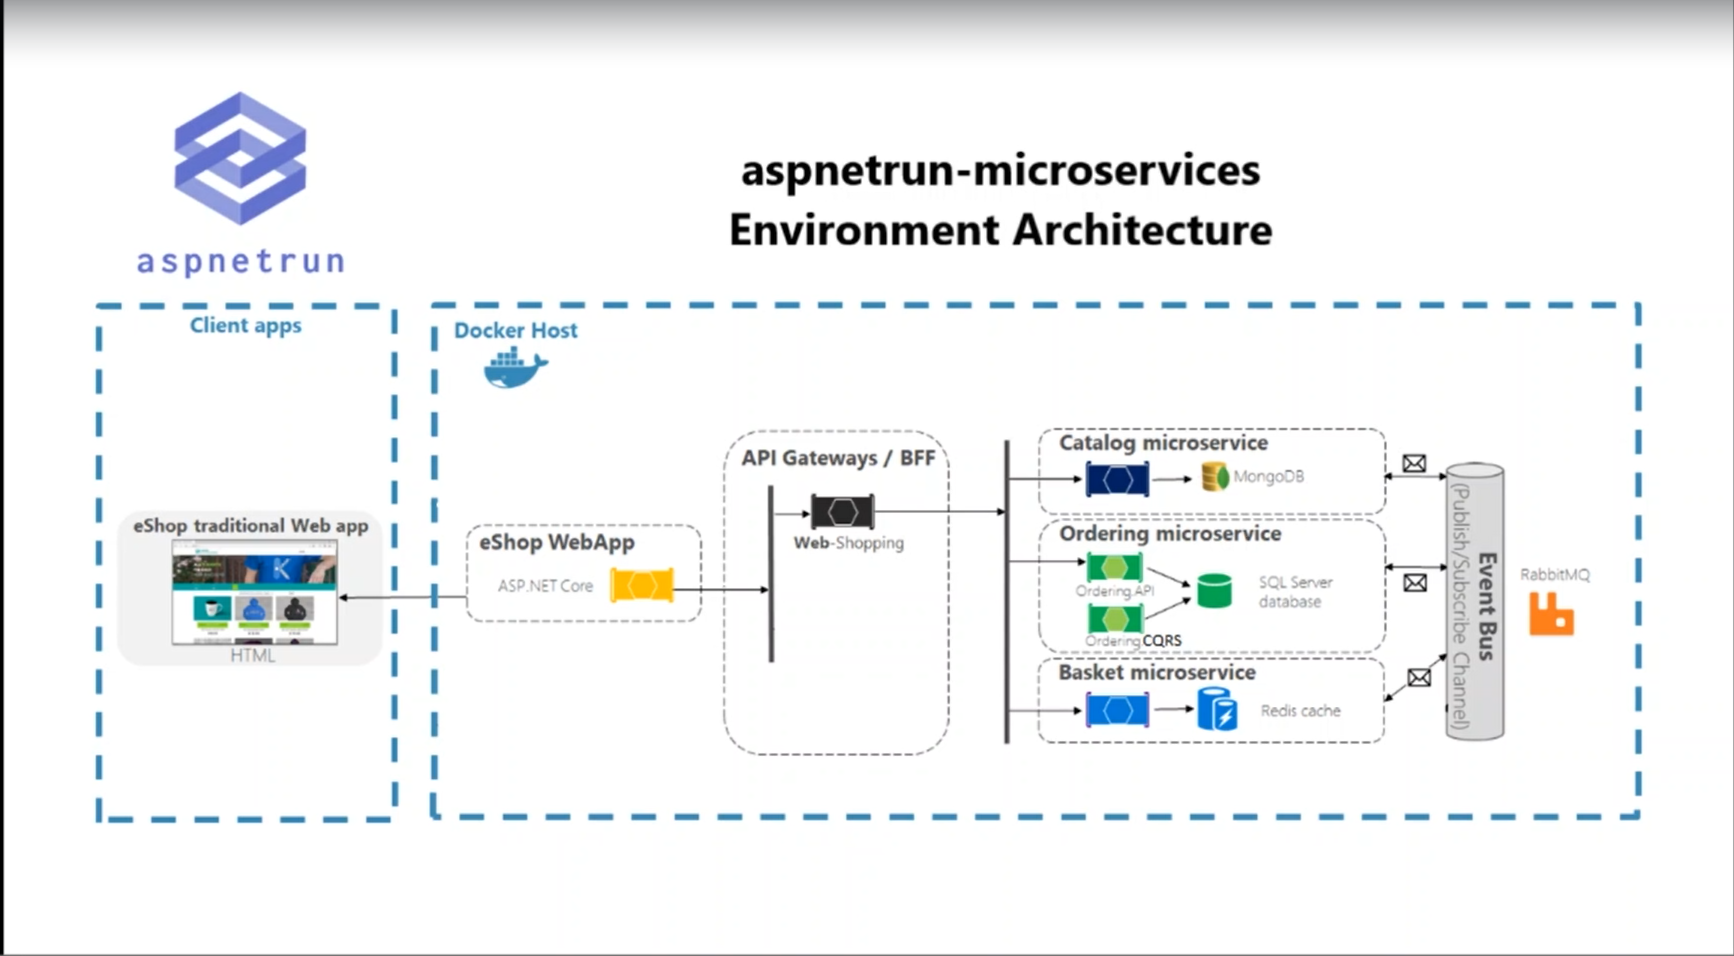 aspnetrun
aspnetrun-microservices
Environment Architecture
Client apps
eShop traditional Web app
HTML
Docker Host
eShop WebApp
ASP.NET Core
API Gateways / BFF
Web-Shopping
Catalog microservice
MongoDB
Ordering microservice
Ordering.API
Ordering.CQRS
SQL Server
database
Basket microservice
Redis cache
Event Bus
(Publish/Subscribe Channel)
RabbitMQ